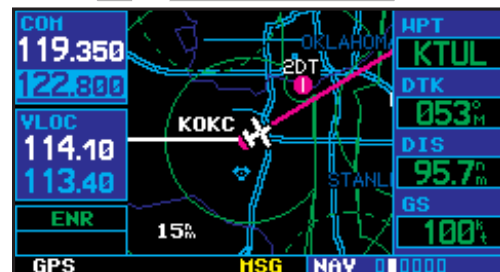 COM
119.350
122.800
VLOC
114.10
113.40
ENR
OKLAHOM
2DT
KOKC
STANL
15nm
WPT
KTUL
DTK
053°M
DIS
95.7nm
GS
100kt
GPS
MSG
NAV